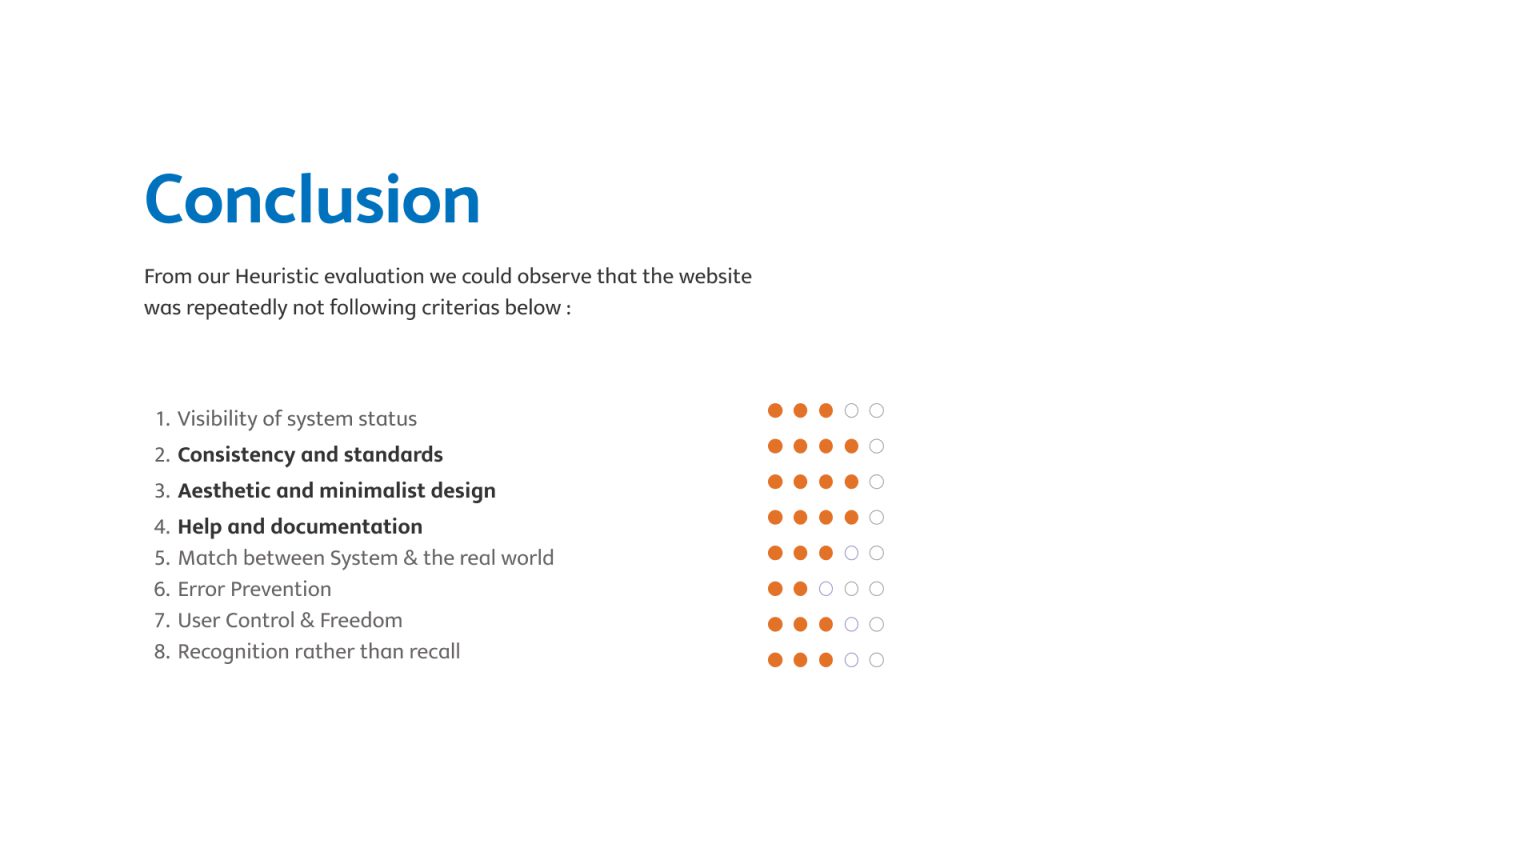 Conclusion
From our Heuristic evaluation we could observe that the website
was repeatedly not following criterias below :
1. Visibility of system status
2. Consistency and standards
3. Aesthetic and minimalist design
4. Help and documentation
5. Match between System & the real world
6. Error Prevention
7. User Control & Freedom
8. Recognition rather than recall